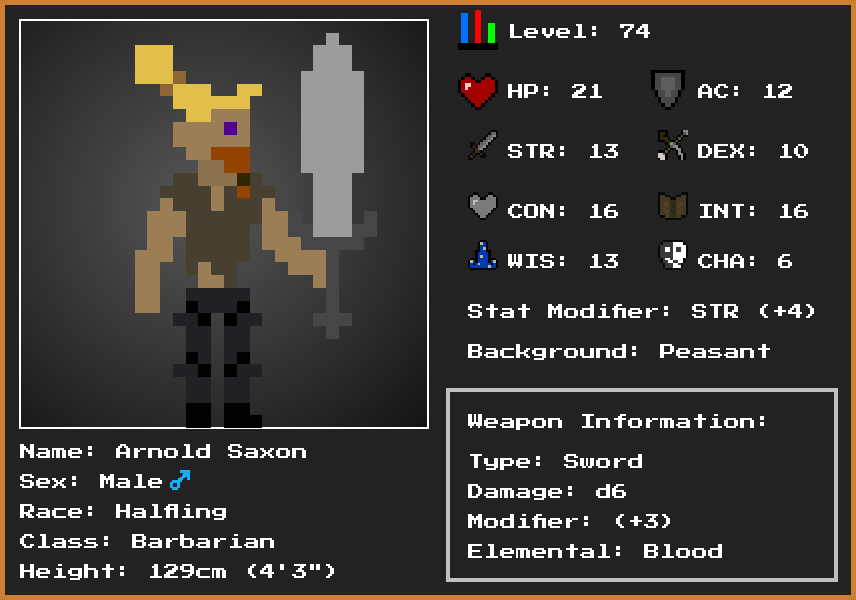 Level: 74
HP: 21 AC: 12
STR: 13 DEX: 10
CON: 16 INT: 16
WIS: 13 CHA: 6
Stat Modifier: STR (+4)
Background: Peasant
Name: Arnold Saxon
Sex: Male♂
Race: Halfling
Class: Barbarian
Height: 129cm (4'3")
Weapon Information:
Type: Sword
Damage: d6
Modifier: (+3)
Elemental: Blood